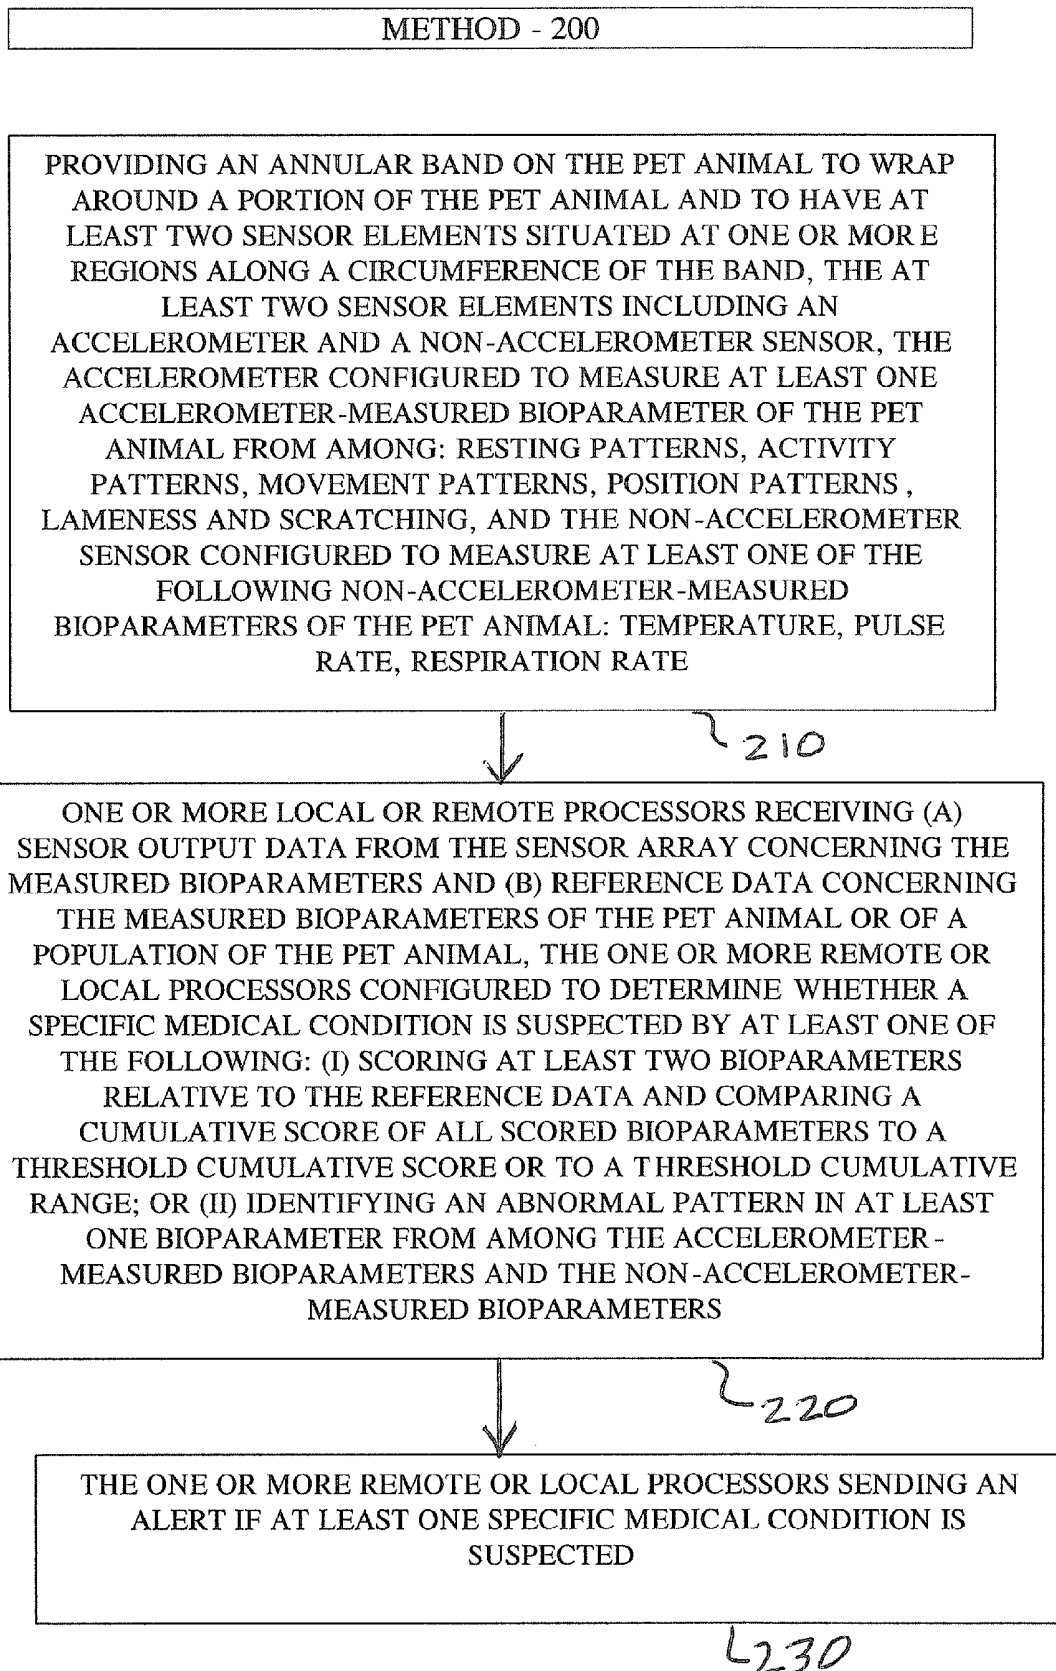 METHOD - 200
PROVIDING AN ANNULAR BAND ON THE PET ANIMAL TO WRAP
AROUND A PORTION OF THE PET ANIMAL AND TO HAVE AT
LEAST TWO SENSOR ELEMENTS SITUATED AT ONE OR MORE
REGIONS ALONG A CIRCUMFERENCE OF THE BAND, THE AT
LEAST TWO SENSOR ELEMENTS INCLUDING AN
ACCELEROMETER AND A NON-ACCELEROMETER SENSOR, THE
ACCELEROMETER CONFIGURED TO MEASURE AT LEAST ONE
ACCELEROMETER-MEASURED BIOPARAMETER OF THE PET
ANIMAL FROM AMONG: RESTING PATTERNS, ACTIVITY
PATTERNS, MOVEMENT PATTERNS, POSITION PATTERNS ,
LAMENESS AND SCRATCHING, AND THE NON-ACCELEROMETER
SENSOR CONFIGURED TO MEASURE AT LEAST ONE OF THE
FOLLOWING NON-ACCELEROMETER-MEASURED
BIOPARAMETERS OF THE PET ANIMAL: TEMPERATURE, PULSE
RATE, RESPIRATION RATE
210
ONE OR MORE LOCAL OR REMOTE PROCESSORS RECEIVING (A)
SENSOR OUTPUT DATA FROM THE SENSOR ARRAY CONCERNING THE
MEASURED BIOPARAMETERS AND (B) REFERENCE DATA CONCERNING
THE MEASURED BIOPARAMETERS OF THE PET ANIMAL OR OF A
POPULATION OF THE PET ANIMAL, THE ONE OR MORE REMOTE OR
LOCAL PROCESSORS CONFIGURED TO DETERMINE WHETHER A
SPECIFIC MEDICAL CONDITION IS SUSPECTED BY AT LEAST ONE OF
THE FOLLOWING: (I) SCORING AT LEAST TWO BIOPARAMETERS
RELATIVE TO THE REFERENCE DATA AND COMPARING A
CUMULATIVE SCORE OF ALL SCORED BIOPARAMETERS TO A
THRESHOLD CUMULATIVE SCORE OR TO A THRESHOLD CUMULATIVE
RANGE; OR (II) IDENTIFYING AN ABNORMAL PATTERN IN AT LEAST
ONE BIOPARAMETER FROM AMONG THE ACCELEROMETER-
MEASURED BIOPARAMETERS AND THE NON-ACCELEROMETER-
MEASURED BIOPARAMETERS
220
THE ONE OR MORE REMOTE OR LOCAL PROCESSORS SENDING AN
ALERT IF AT LEAST ONE SPECIFIC MEDICAL CONDITION IS
SUSPECTED
230